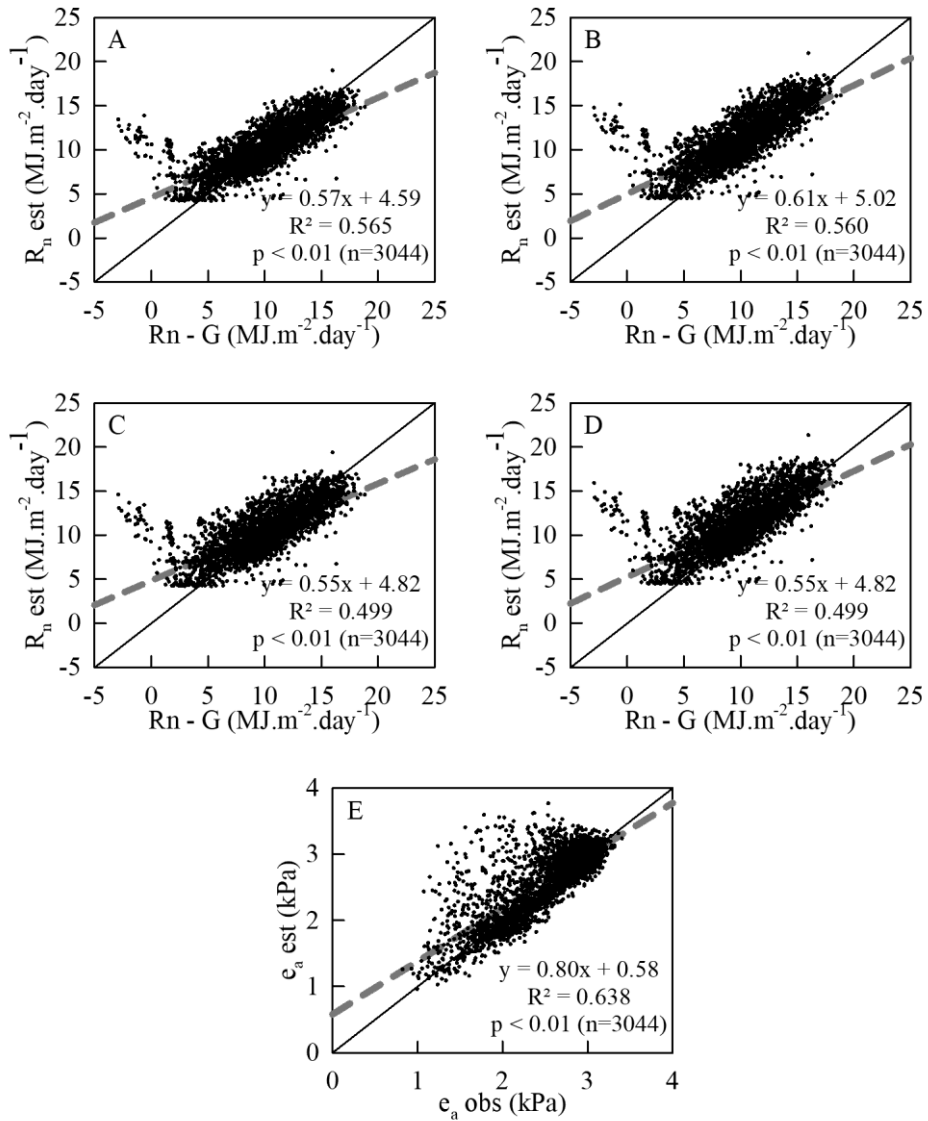 A
R_n est (MJ.m⁻².day⁻¹)
25
20
15
10
5
0
-5
y = 0.57x + 4.59
R² = 0.565
p < 0.01 (n=3044)
-5 0 5 10 15 20 25
Rn - G (MJ.m⁻².day⁻¹)
B
R_n est (MJ.m⁻².day⁻¹)
25
20
15
10
5
0
-5
y = 0.61x + 5.02
R² = 0.560
p < 0.01 (n=3044)
-5 0 5 10 15 20 25
Rn - G (MJ.m⁻².day⁻¹)
C
R_n est (MJ.m⁻².day⁻¹)
25
20
15
10
5
0
-5
y = 0.55x + 4.82
R² = 0.499
p < 0.01 (n=3044)
-5 0 5 10 15 20 25
Rn - G (MJ.m⁻².day⁻¹)
D
R_n est (MJ.m⁻².day⁻¹)
25
20
15
10
5
0
-5
y = 0.55x + 4.82
R² = 0.499
p < 0.01 (n=3044)
-5 0 5 10 15 20 25
Rn - G (MJ.m⁻².day⁻¹)
E
e_a est (kPa)
4
3
2
1
0
y = 0.80x + 0.58
R² = 0.638
p < 0.01 (n=3044)
0 1 2 3 4
e_a obs (kPa)